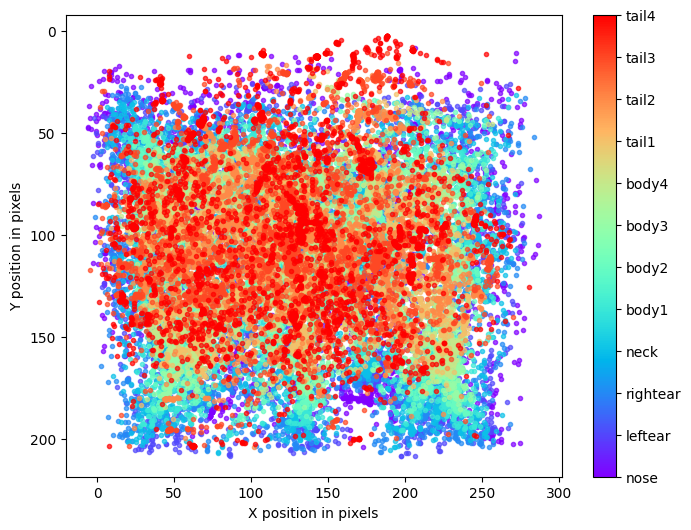 0
50
100
150
200
0
50
100
150
200
250
300
X position in pixels
Y position in pixels
tail4
tail3
tail2
tail1
body4
body3
body2
body1
neck
rightear
leftear
nose